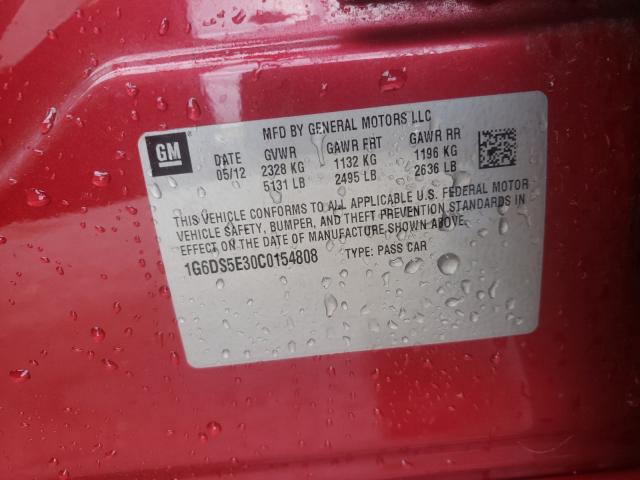 GM
MFD BY GENERAL MOTORS LLC
DATE GVWR GAWR FRT GAWR RR
05/12 2328 KG 1132 KG 1196 KG
5131 LB 2495 LB 2636 LB
THIS VEHICLE CONFORMS TO ALL APPLICABLE U.S. FEDERAL MOTOR
VEHICLE SAFETY, BUMPER, AND THEFT PREVENTION STANDARDS IN
EFFECT ON THE DATE OF MANUFACTURE SHOWN ABOVE.
1G6DS5E30C0154808 TYPE: PASS CAR